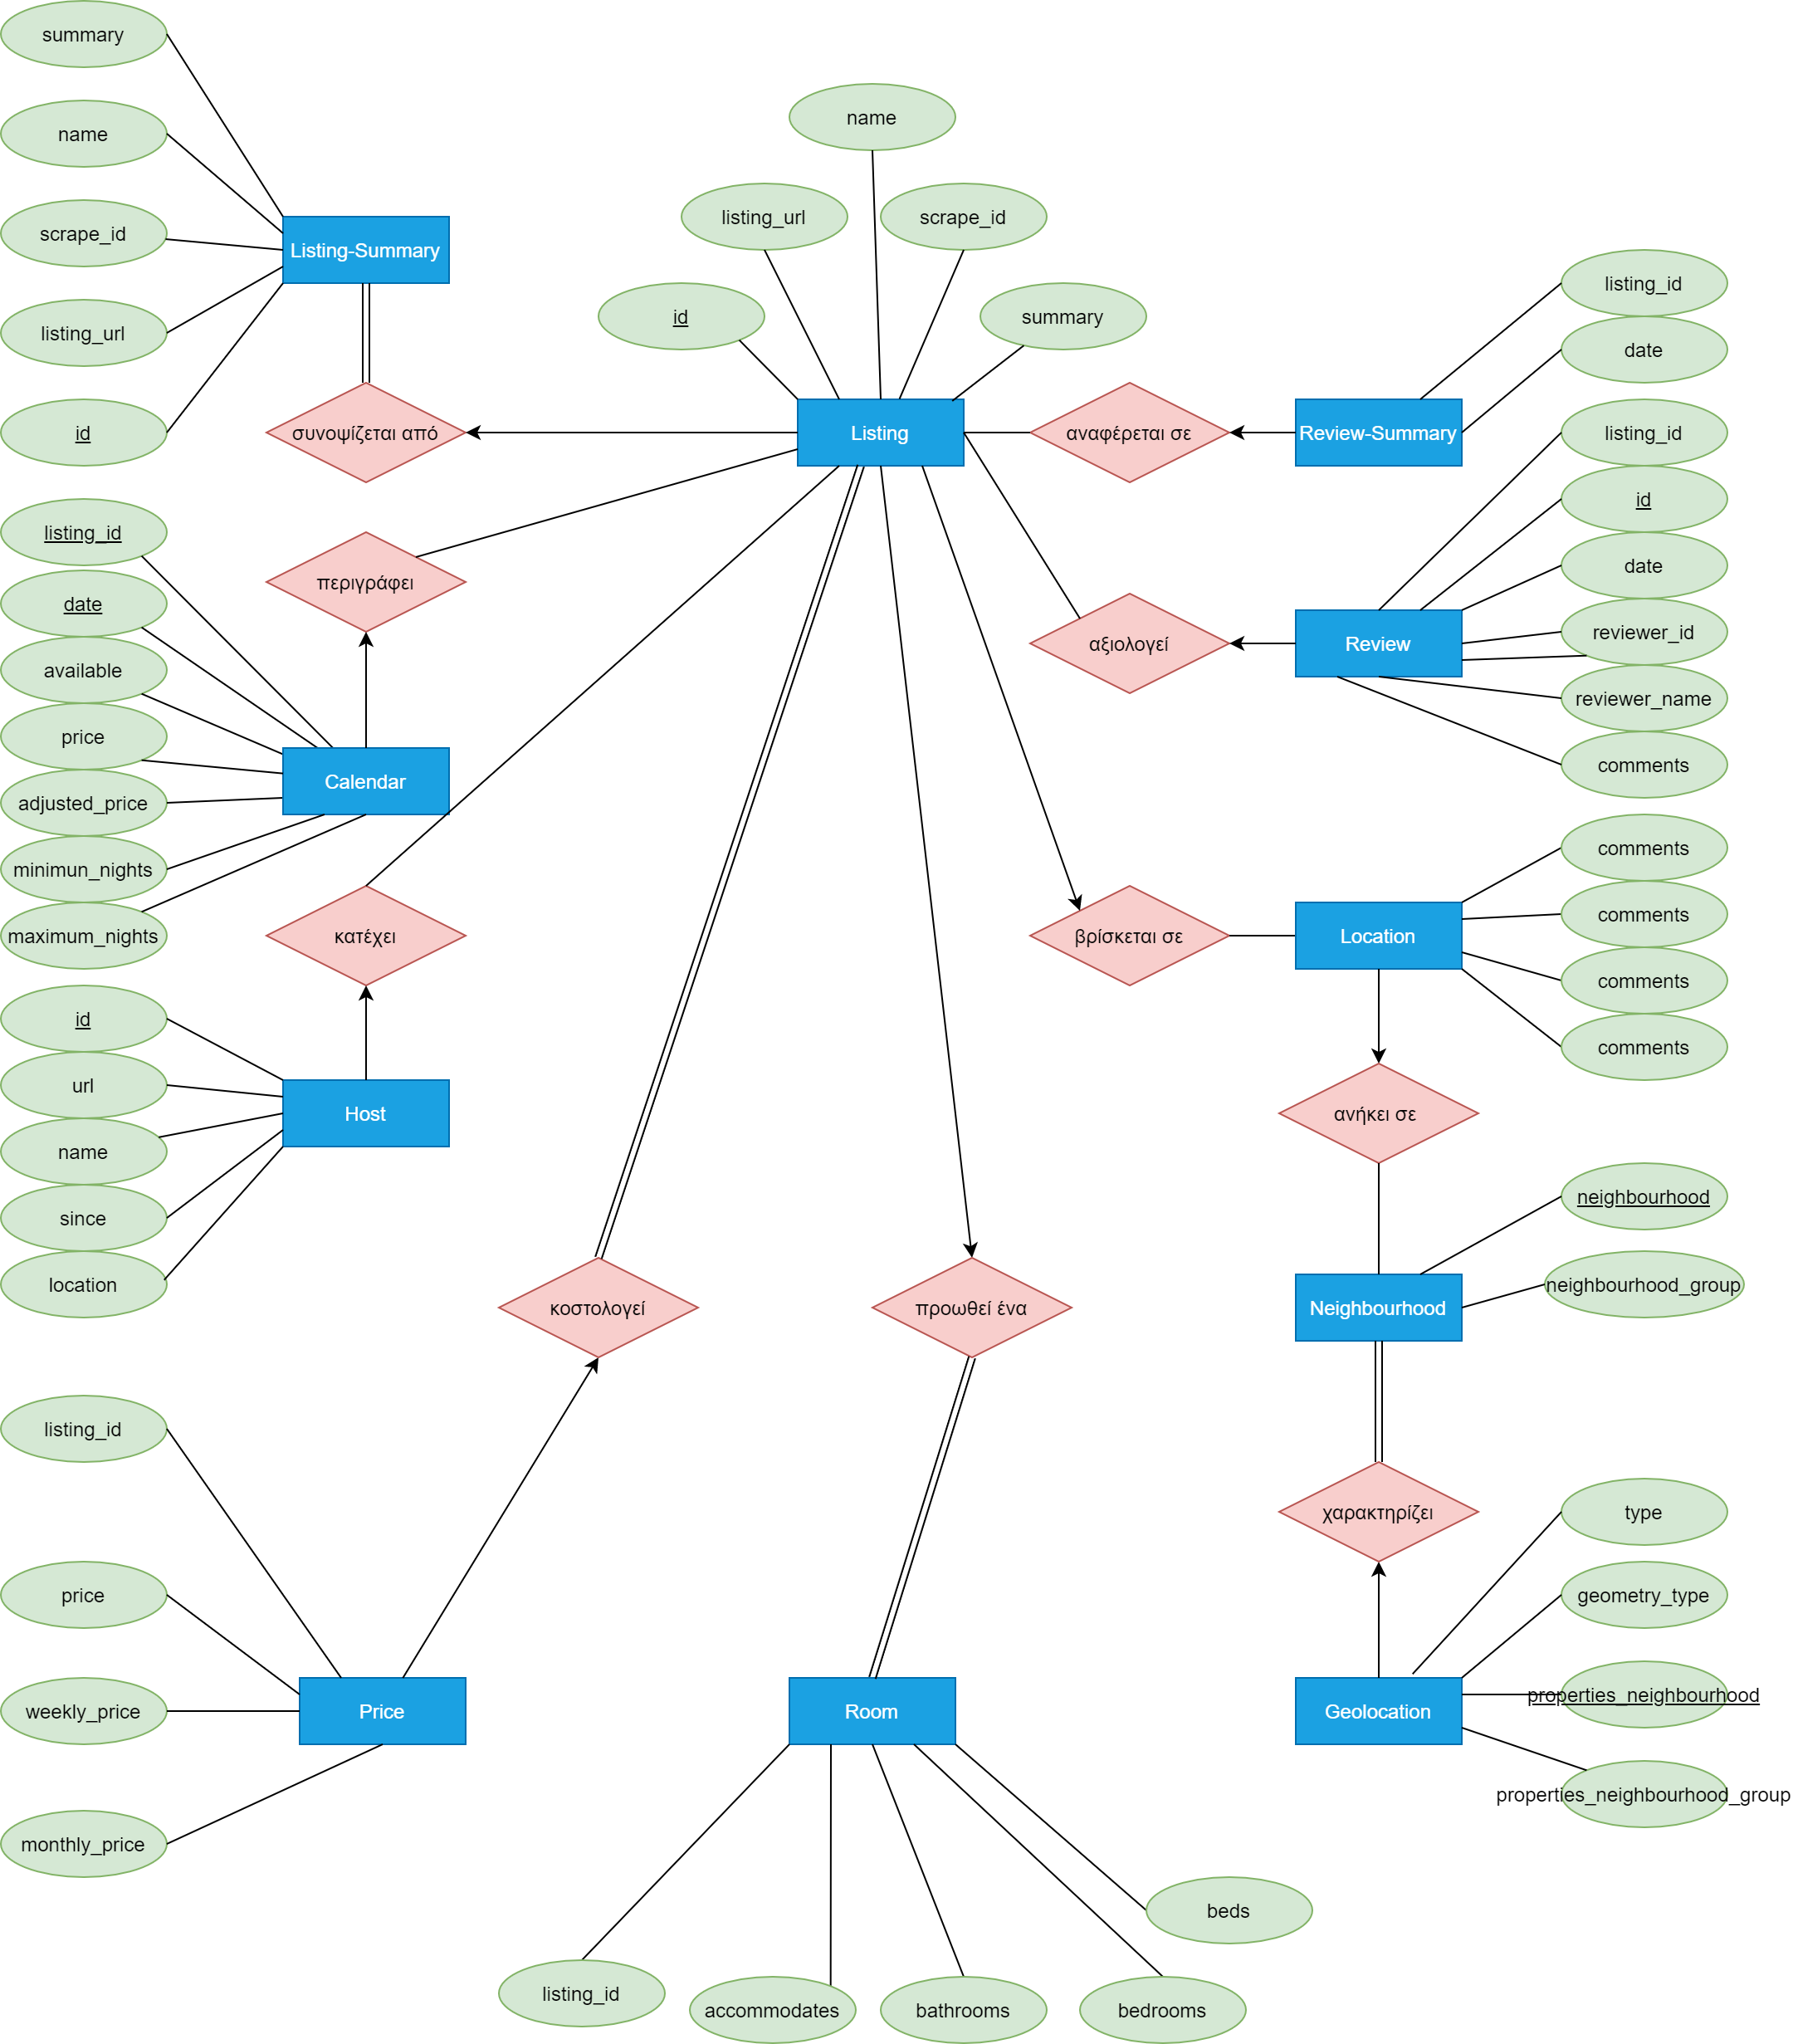 summary
name
scrape_id
listing_url
id
Listing-Summary
συνοψίζεται από
name
listing_url
scrape_id
id
summary
Listing
αναφέρεται σε
Review-Summary
listing_id
date
listing_id
id
date
reviewer_id
reviewer_name
comments
Review
αξιολογεί
listing_id
date
available
price
adjusted_price
minimun_nights
maximum_nights
περιγράφει
Calendar
κατέχει
id
url
name
since
location
Host
βρίσκεται σε
Location
comments
comments
comments
comments
ανήκει σε
neighbourhood
neighbourhood_group
Neighbourhood
κοστολογεί
προωθεί ένα
χαρακτηρίζει
listing_id
price
weekly_price
monthly_price
Price
Room
Geolocation
type
geometry_type
properties_neighbourhood
properties_neighbourhood_group
beds
listing_id
accommodates
bathrooms
bedrooms